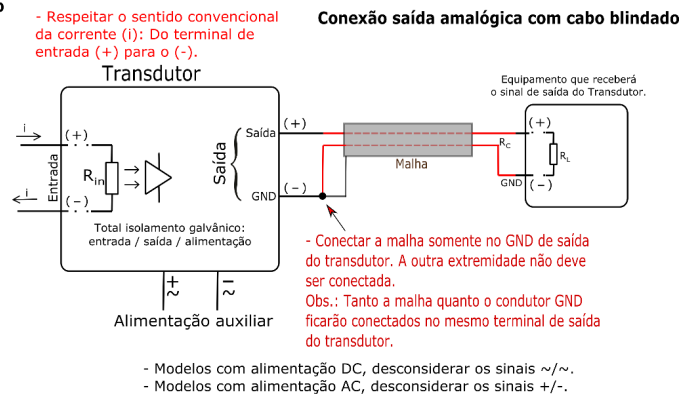 - Respeitar o sentido convencional
da corrente (i): Do terminal de
entrada (+) para o (-).
Conexão saída amalógica com cabo blindado
Transdutor
Equipamento que receberá
o sinal de saída do Transdutor.
i
(+)
Entrada
R in
(-)
i
Saída
Saída
(+)
GND
(-)
Malha
R C
GND
(+)
R L
(-)
Total isolamento galvânico:
entrada / saída / alimentação
+
~
-
~
Alimentação auxiliar
- Conectar a malha somente no GND de saída
do transdutor. A outra extremidade não deve
ser conectada.
Obs.: Tanto a malha quanto o condutor GND
ficarão conectados no mesmo terminal de saída
do transdutor.
- Modelos com alimentação DC, desconsiderar os sinais ~/~.
- Modelos com alimentação AC, desconsiderar os sinais +/-.